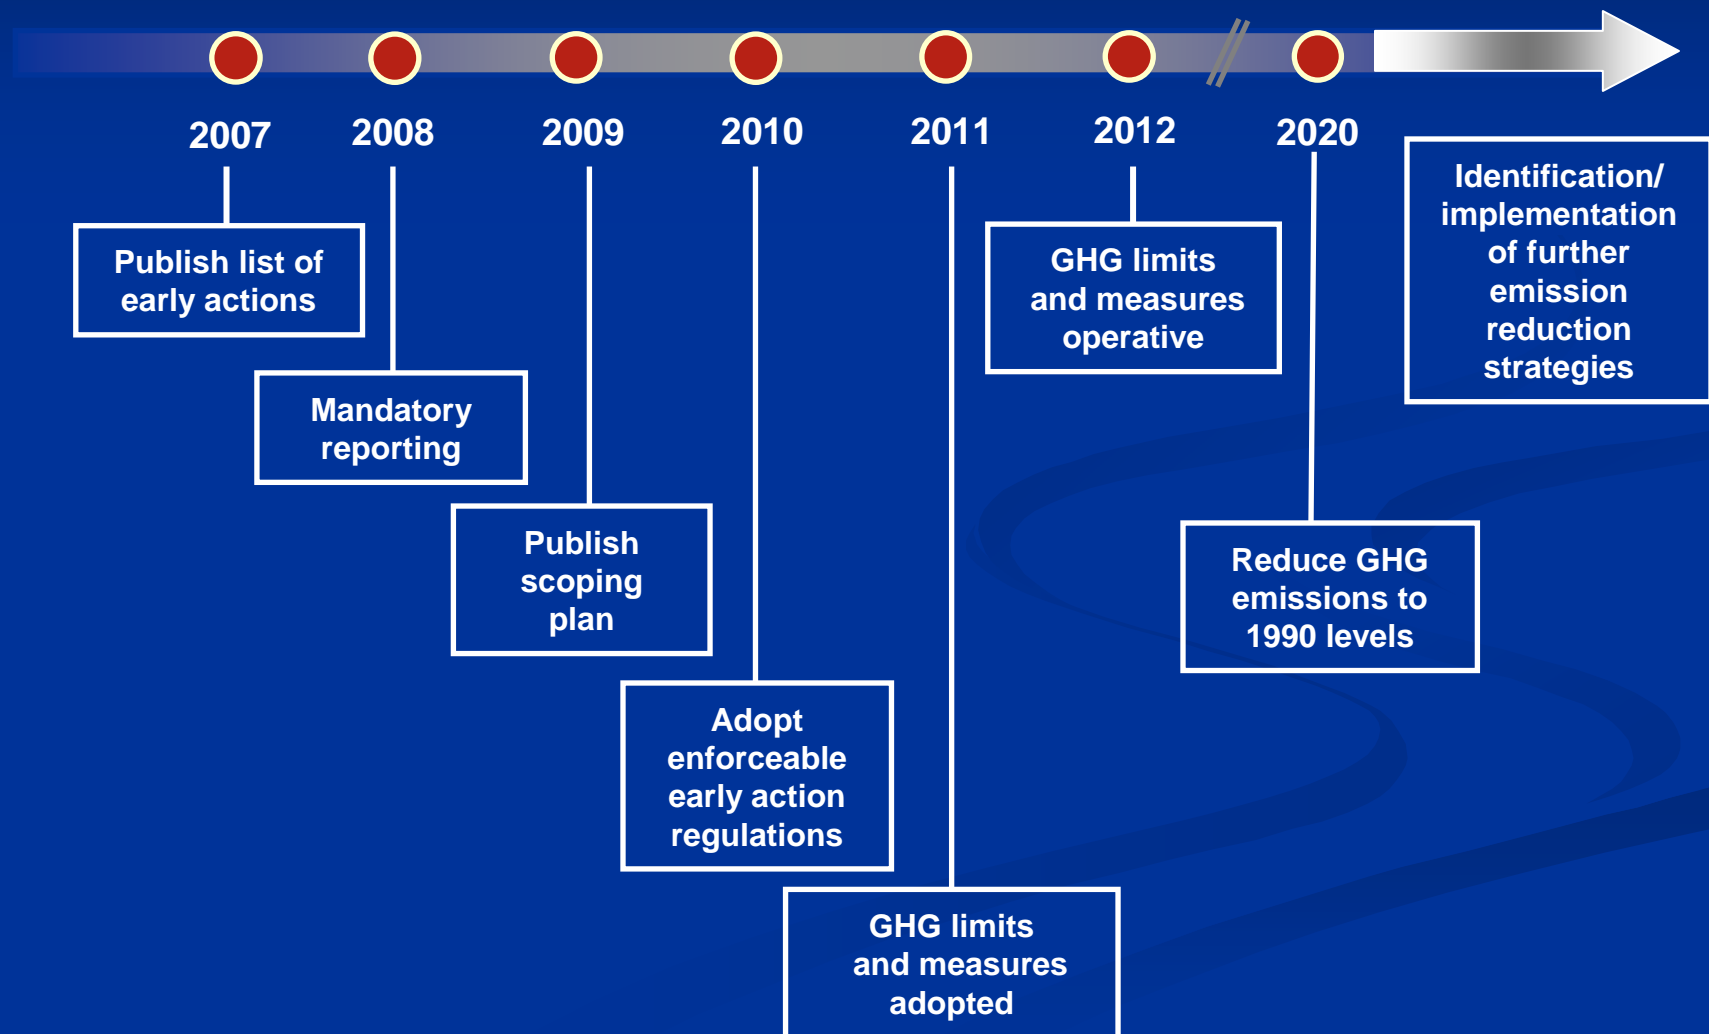 2007
2008
2009
2010
2011
2012
2020
Publish list of
early actions
Mandatory
reporting
Publish
scoping
plan
Adopt
enforceable
early action
regulations
GHG limits
and measures
adopted
GHG limits
and measures
operative
Reduce GHG
emissions to
1990 levels
Identification/
implementation
of further
emission
reduction
strategies